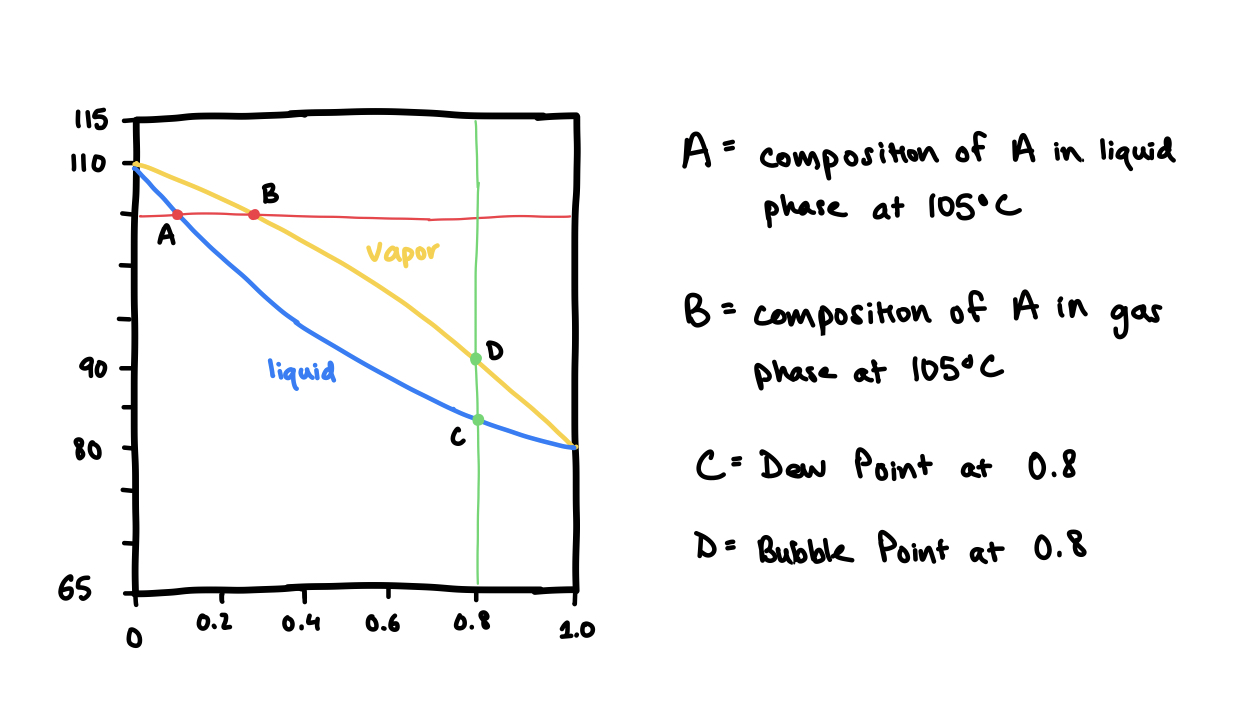 115
110
B
A
vapor
D
90
liquid
C
80
65
0
0.2
0.4
0.6
0.8
1.0
A = composition of A in liquid
phase at 105°C
B = composition of A in gas
phase at 105°C
C = Dew Point at 0.8
D = Bubble Point at 0.8